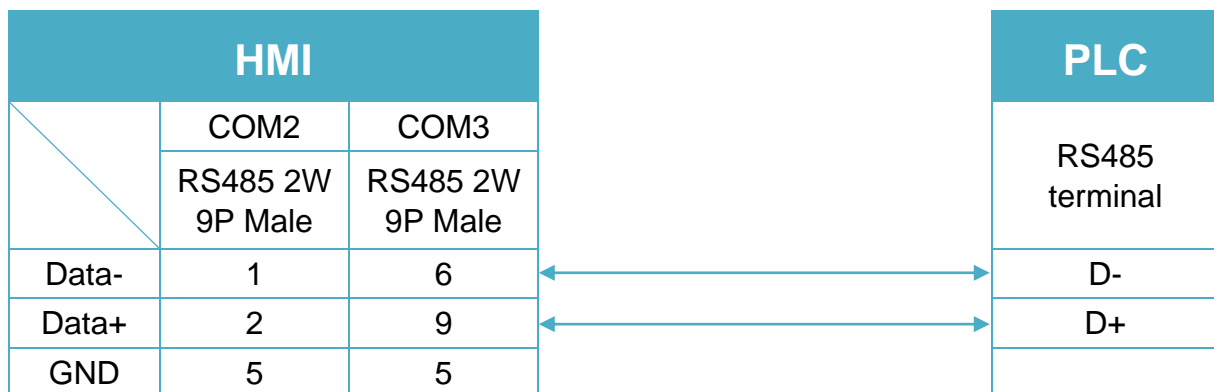 HMI PLC
COM2 COM3
RS485 2W RS485 2W RS485
9P Male 9P Male terminal
Data- 1 6 D-
Data+ 2 9 D+
GND 5 5